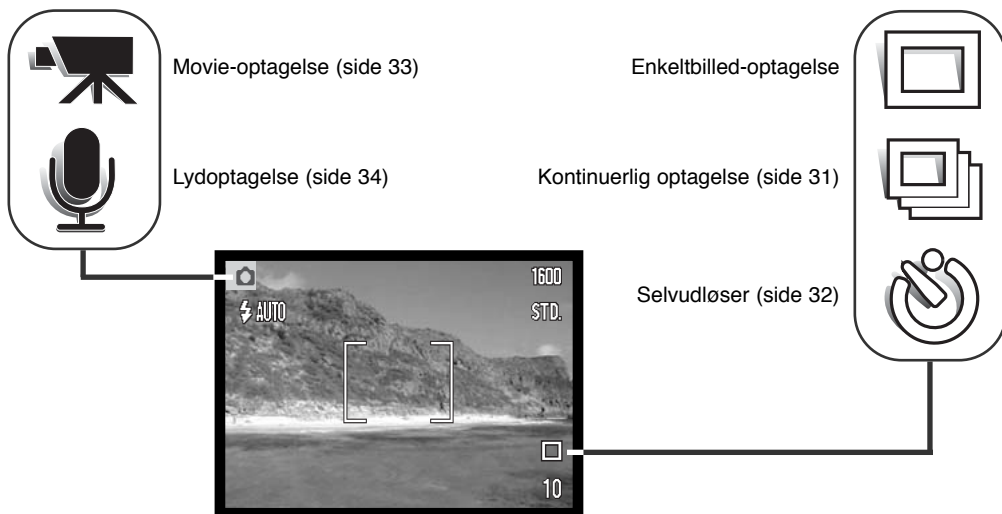 Movie-optagelse (side 33)
Lydoptagelse (side 34)
Enkeltbilled-optagelse
Kontinuerlig optagelse (side 31)
Selvudløser (side 32)
1600
AUTO
STD.
10